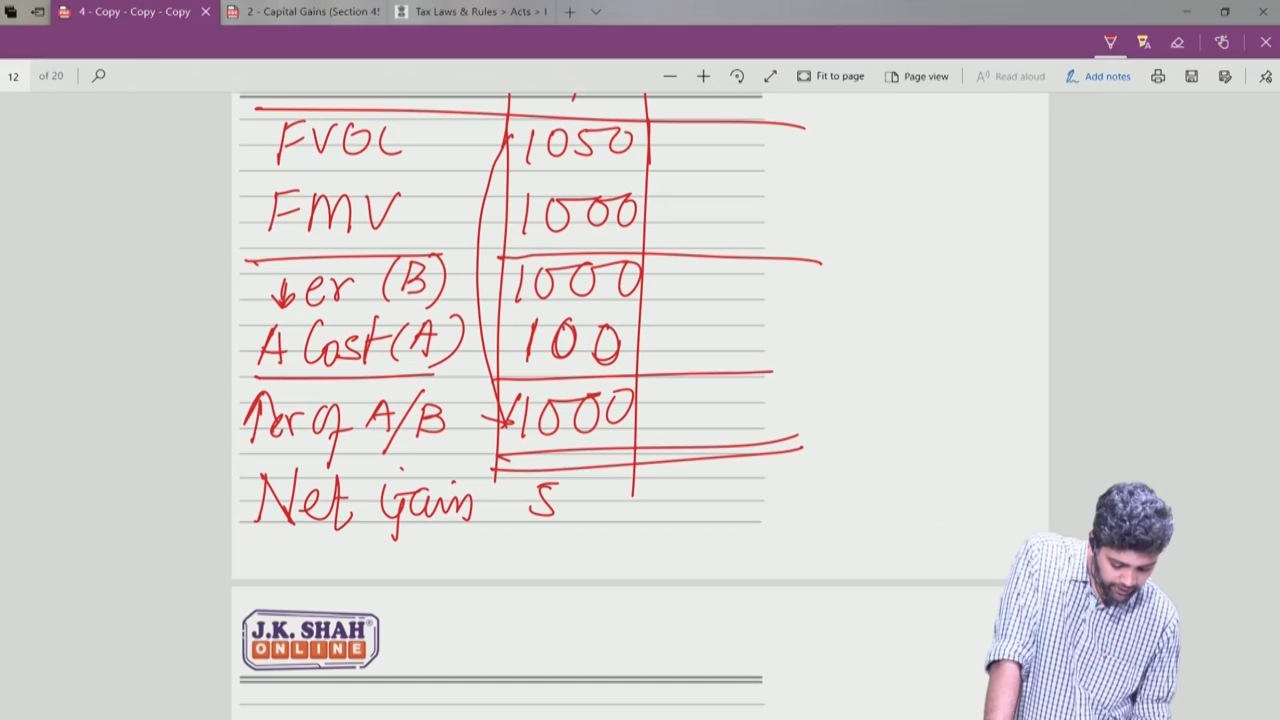 4 - Copy - Copy - Copy
2 - Capital Gains (Section 45
Tax Laws & Rules > Acts > I
12 of 20
Fit to page
Page view
Read aloud
Add notes
FVOC 1050
FMV 1000
↓er (B) 1000
A Cost (A) 100
↑er of A/B 1000
Net Gain 5
J.K. SHAH
ONLINE